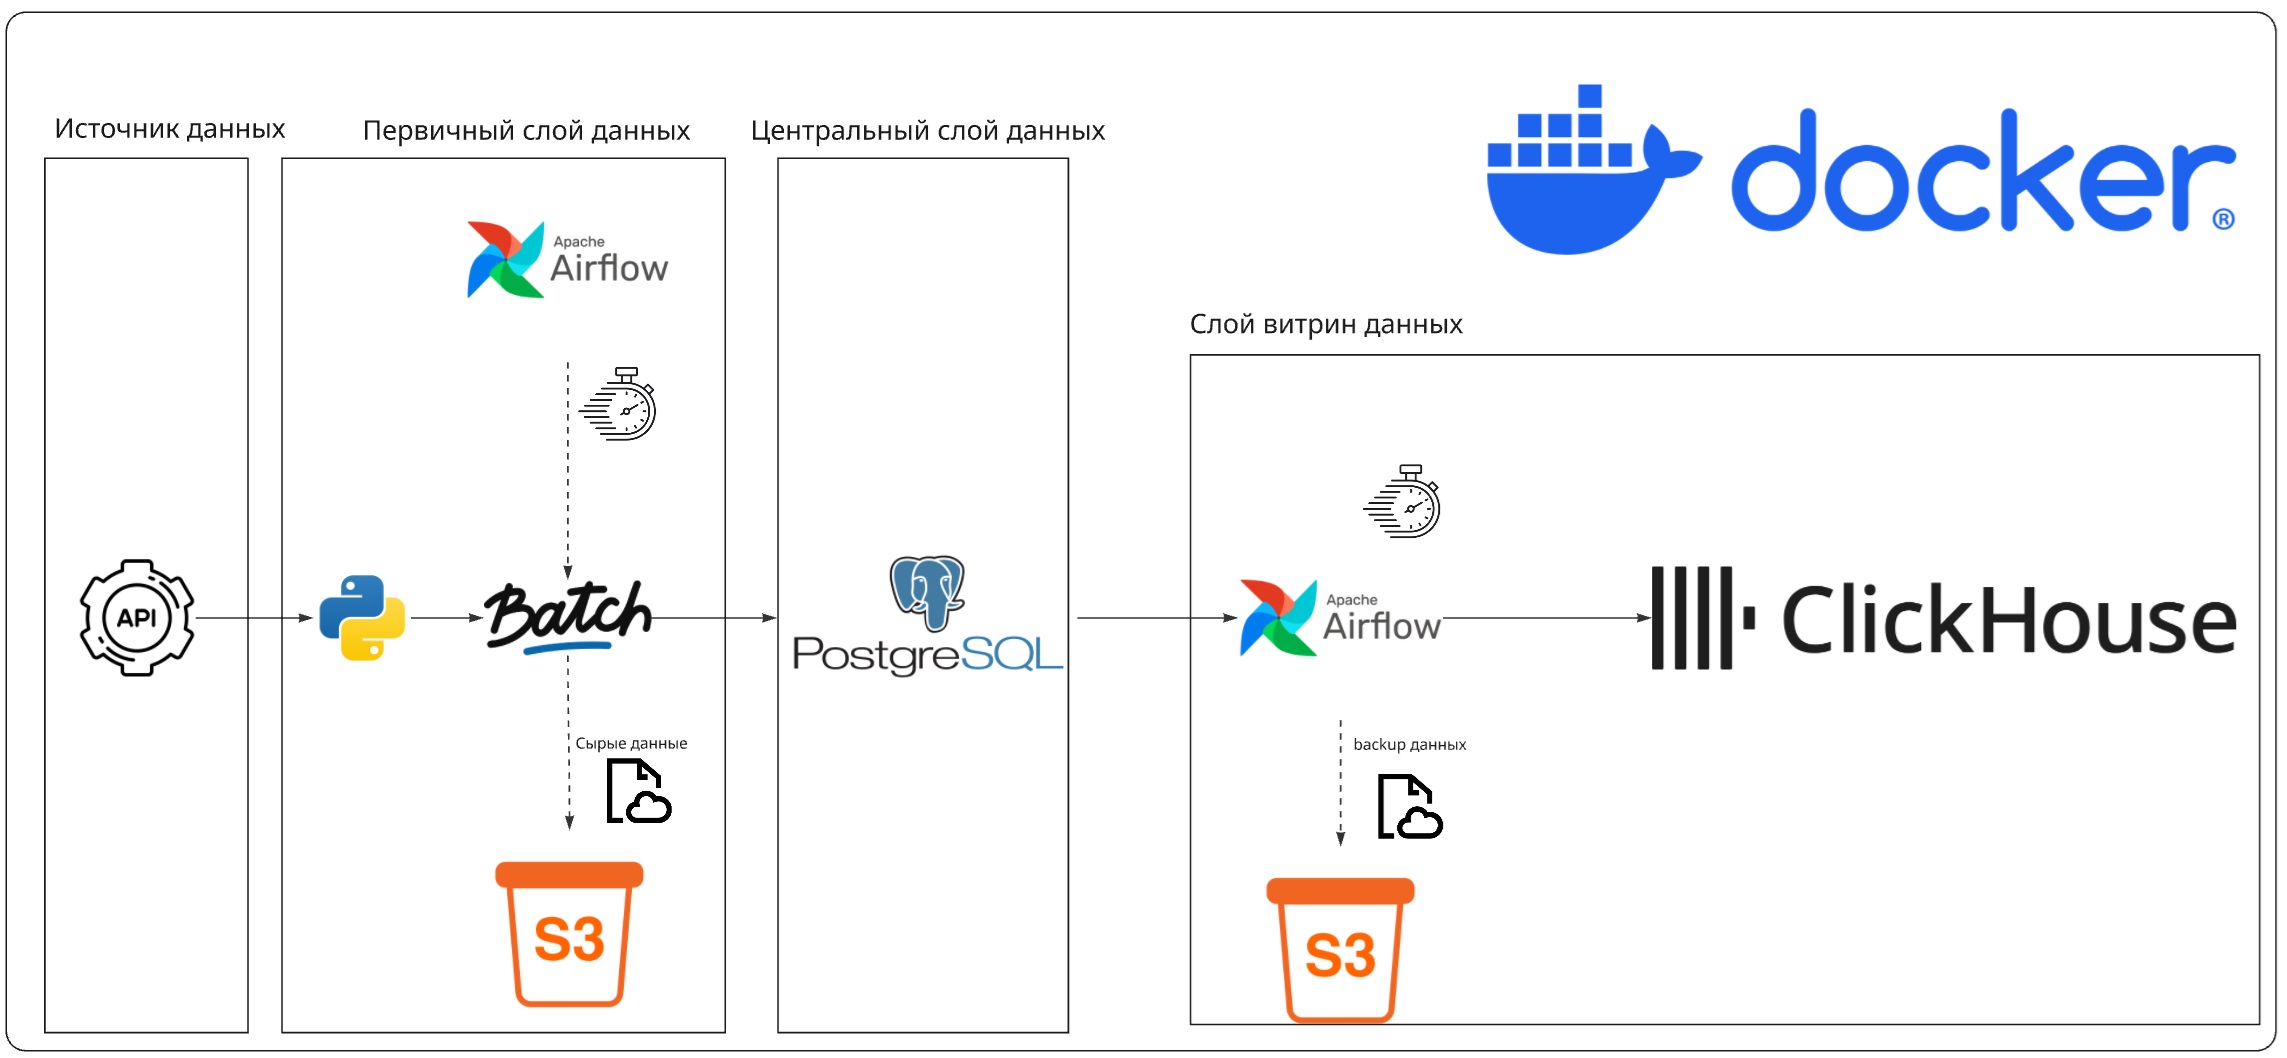 Источник данных
Первичный слой данных
Центральный слой данных
docker®
Apache
Airflow
Слой витрин данных
API
Batch
PostgreSQL
Apache
Airflow
ClickHouse
Сырые данные
backup данных
S3
S3